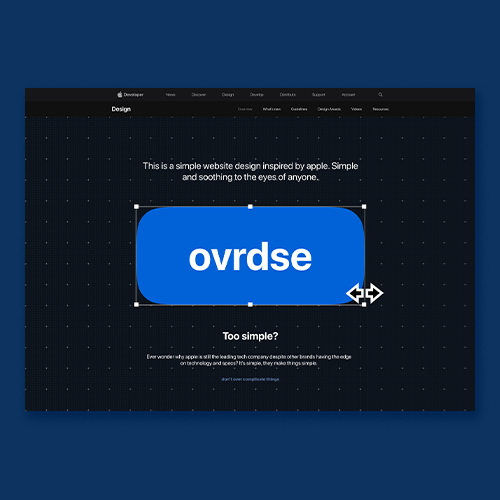 Developer News Discover Design Develop Distribute Support Account
Design Overview What's new Guidelines Design Awards Videos Resources
This is a simple website design inspired by apple. Simple
and soothing to the eyes of anyone.
ovrdse
Too simple?
Ever wonder why apple is still the leading tech company despite other brands having the edge
on technology and specs? It's simple, they make things simple.
don't over complicate things.